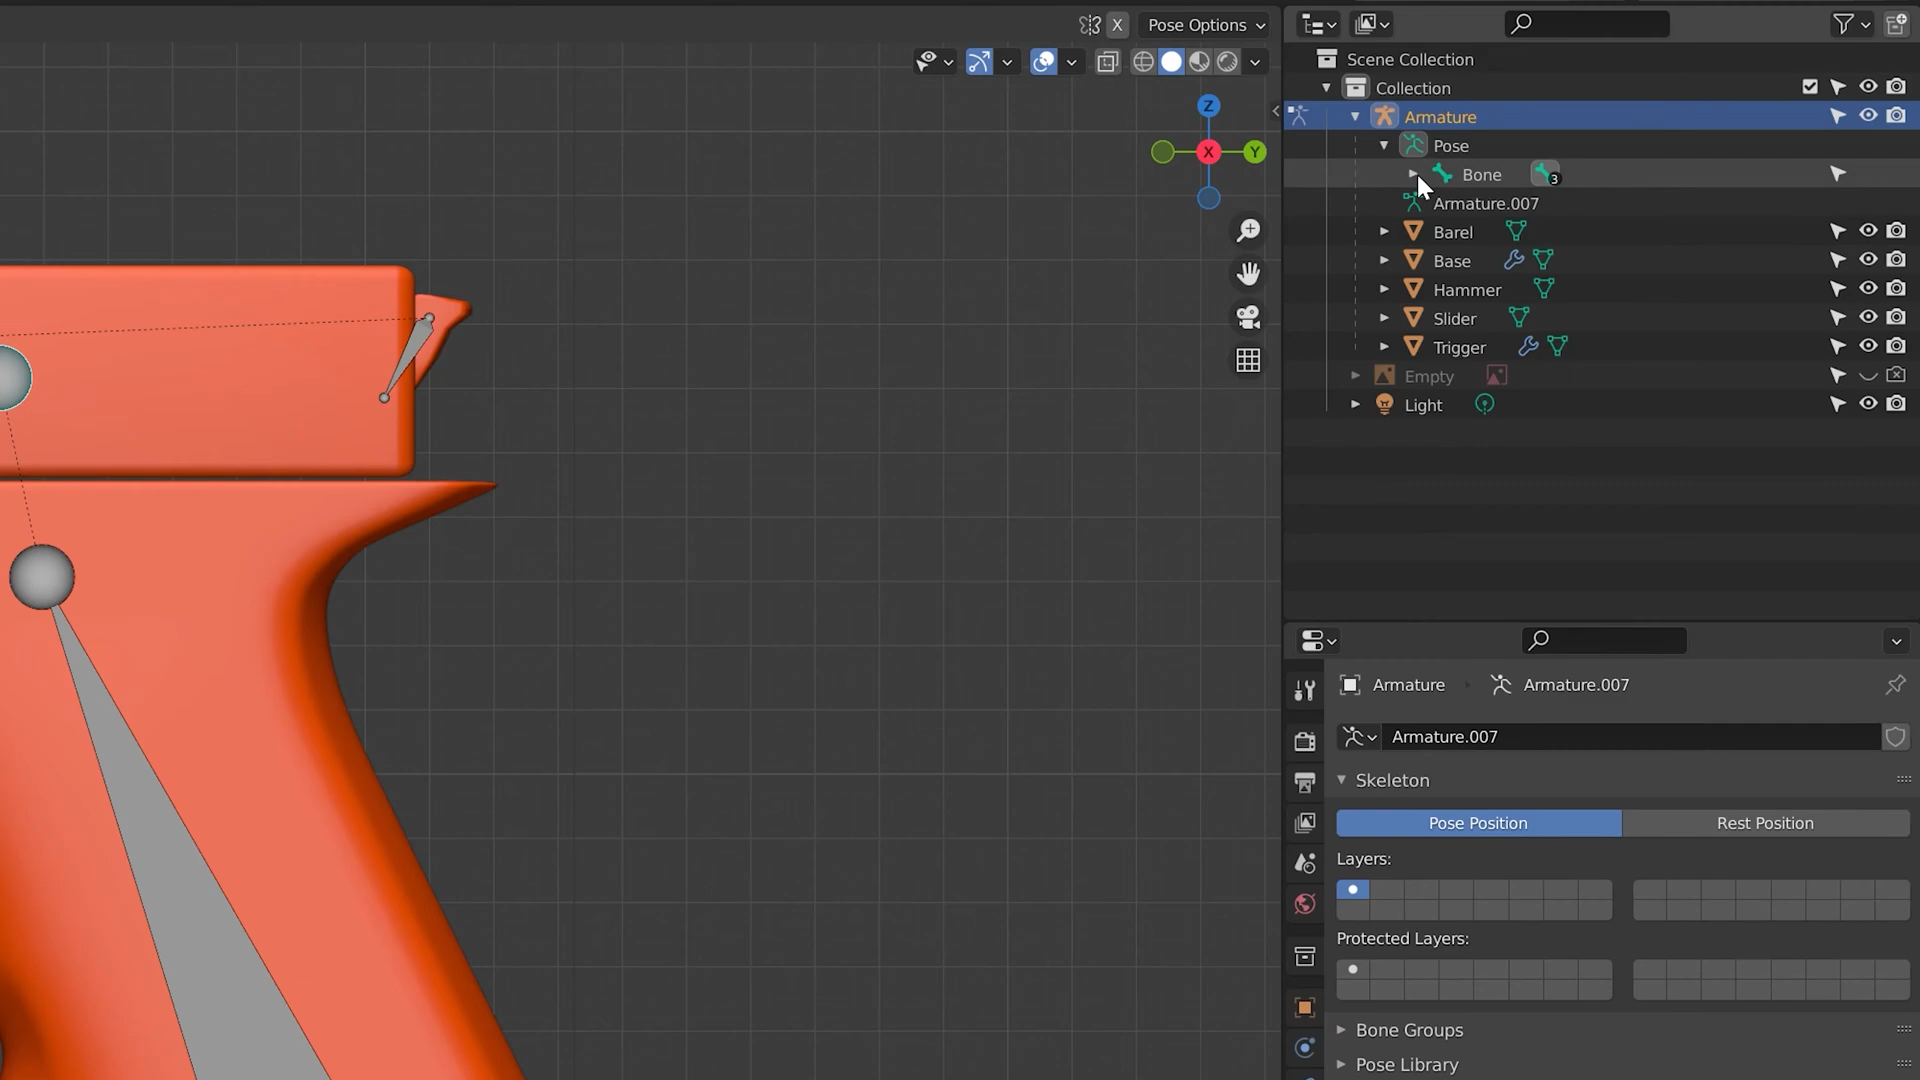 X Pose Options
Scene Collection
Collection
Armature
Z
Pose
X
Y
Bone
3
Armature.007
Barel
Base
Hammer
Slider
Trigger
Empty
Light
Armature Armature.007
Armature.007
Skeleton
Pose Position Rest Position
Layers:
Protected Layers:
Bone Groups
Pose Library